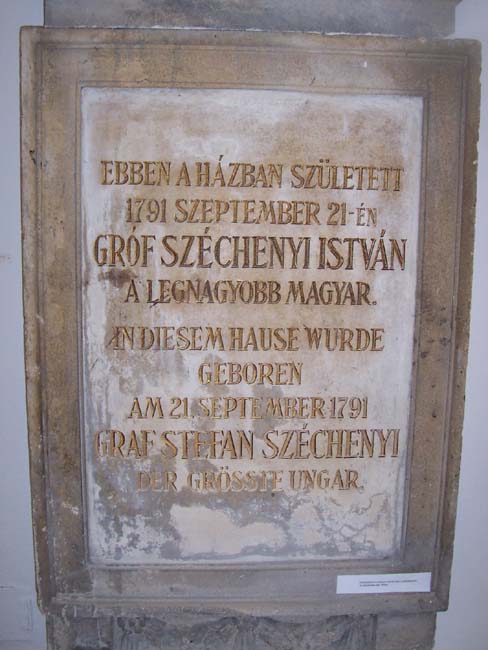 EBBEN A HÁZBAN SZÜLETETT
1791 SZEPTEMBER 21-ÉN
GRÓF SZÉCHENYI ISTVÁN
A LEGNAGYOBB MAGYAR.
IN DIESEM HAUSE WURDE
GEBOREN
AM 21. SEPTEMBER 1791
GRAF STEFAN SZÉCHENYI
DER GRÖSSTE UNGAR.